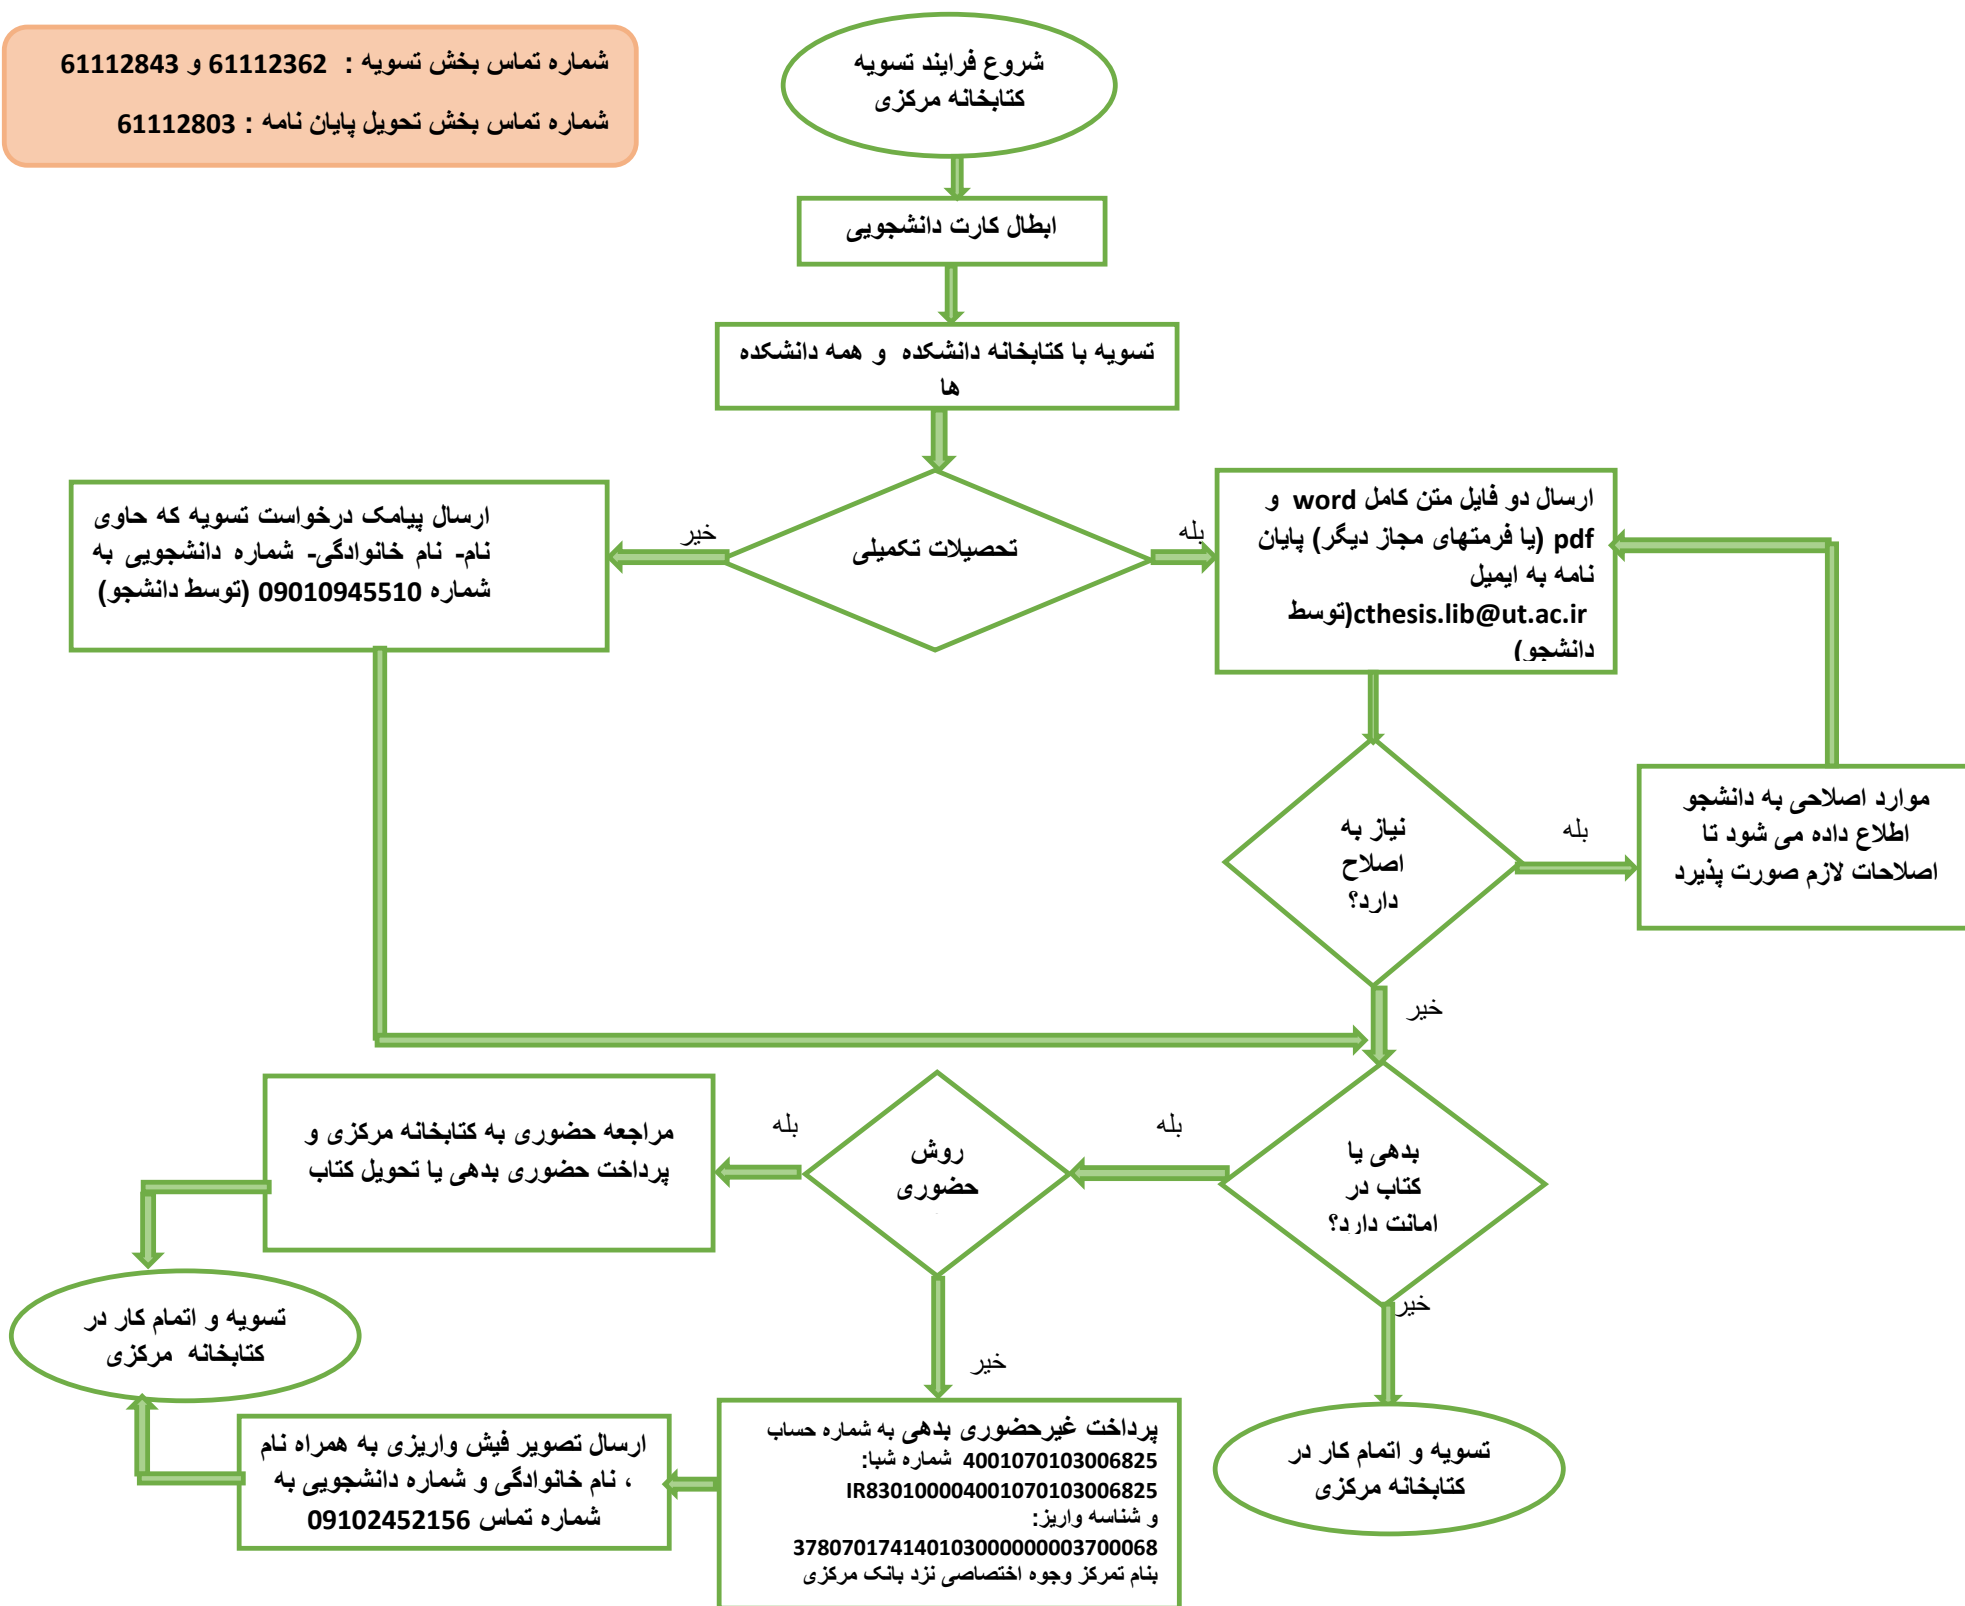 شماره تماس بخش تسویه : 61112362 و 61112843
شماره تماس بخش تحویل پایان نامه : 61112803
شروع فرایند تسویه
کتابخانه مرکزی
ابطال کارت دانشجویی
تسویه با کتابخانه دانشکده و همه دانشکده
ها
تحصیلات تکمیلی
بله
خیر
ارسال دو فایل متن کامل word و
pdf (یا فرمتهای مجاز دیگر) پایان
نامه به ایمیل
cthesis.lib@ut.ac.ir(توسط
دانشجو)
ارسال پیامک درخواست تسویه که حاوی
نام- نام خانوادگی- شماره دانشجویی به
شماره 09010945510 (توسط دانشجو)
نیاز به
اصلاح
دارد؟
بله
موارد اصلاحی به دانشجو
اطلاع داده می شود تا
اصلاحات لازم صورت پذیرد
خیر
بدهی یا
کتاب در
امانت دارد؟
بله
روش
حضوری
بله
مراجعه حضوری به کتابخانه مرکزی و
پرداخت حضوری بدهی یا تحویل کتاب
خیر
تسویه و اتمام کار در
کتابخانه مرکزی
خیر
پرداخت غیرحضوری بدهی به شماره حساب
4001070103006825 شماره شبا:
IR830100004001070103006825
و شناسه واریز:
378070174140103000000003700068
بنام تمرکز وجوه اختصاصی نزد بانک مرکزی
ارسال تصویر فیش واریزی به همراه نام
، نام خانوادگی و شماره دانشجویی به
شماره تماس 09102452156
تسویه و اتمام کار در
کتابخانه مرکزی